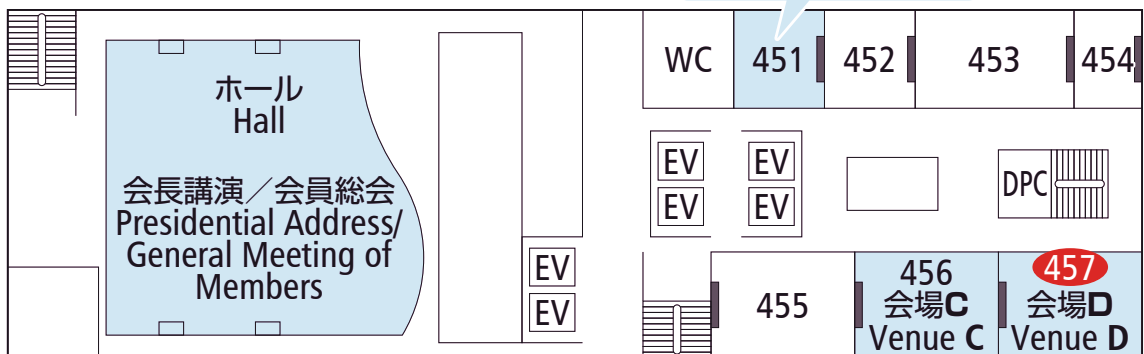 ホール
Hall
会長講演／会員総会
Presidential Address/
General Meeting of
Members
EV
EV
WC
451
452
453
454
EV
EV
EV
EV
DPC
455
456
会場C
Venue C
457
会場D
Venue D